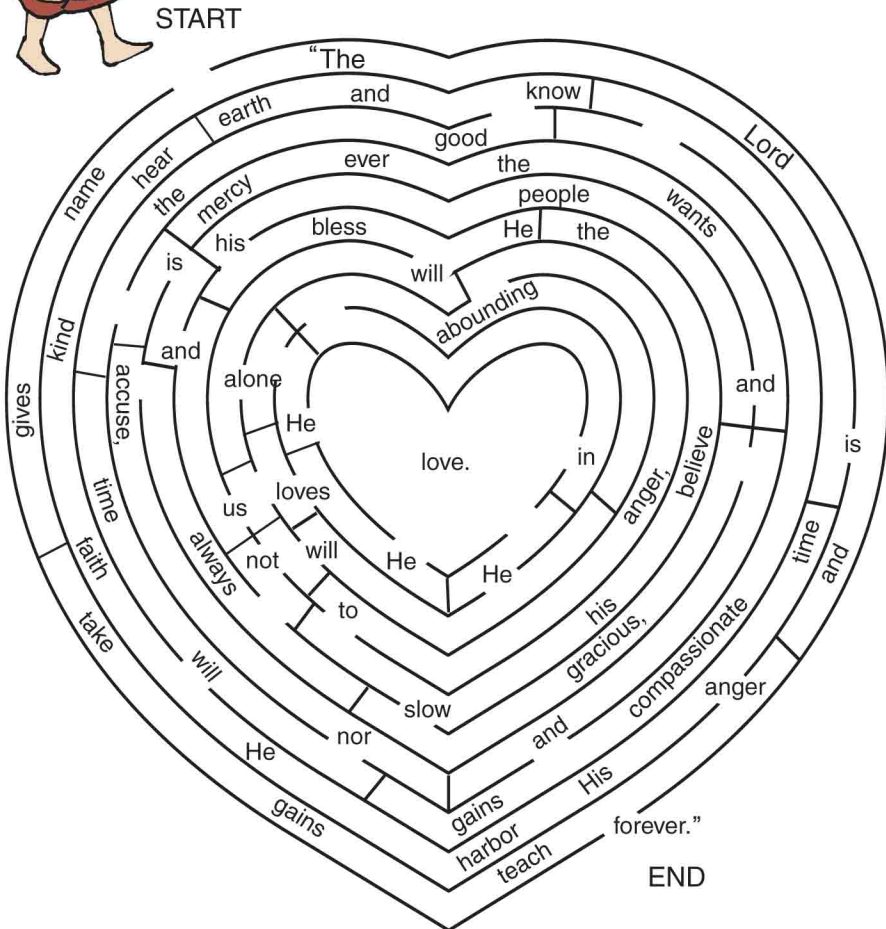 START
“The
know
earth
and
Lord
good
hear
ever
the
name
the
mercy
people
wants
his
bless
He
the
is
will
abounding
kind
and
alone
and
accuse,
gives
He
is
love.
in
believe
anger,
loves
us
time
time
not
will
He
He
and
faith
always
to
his
take
gracious,
compassionate
will
anger
slow
nor
and
He
His
gains
gains
forever.”
harbor
teach
END